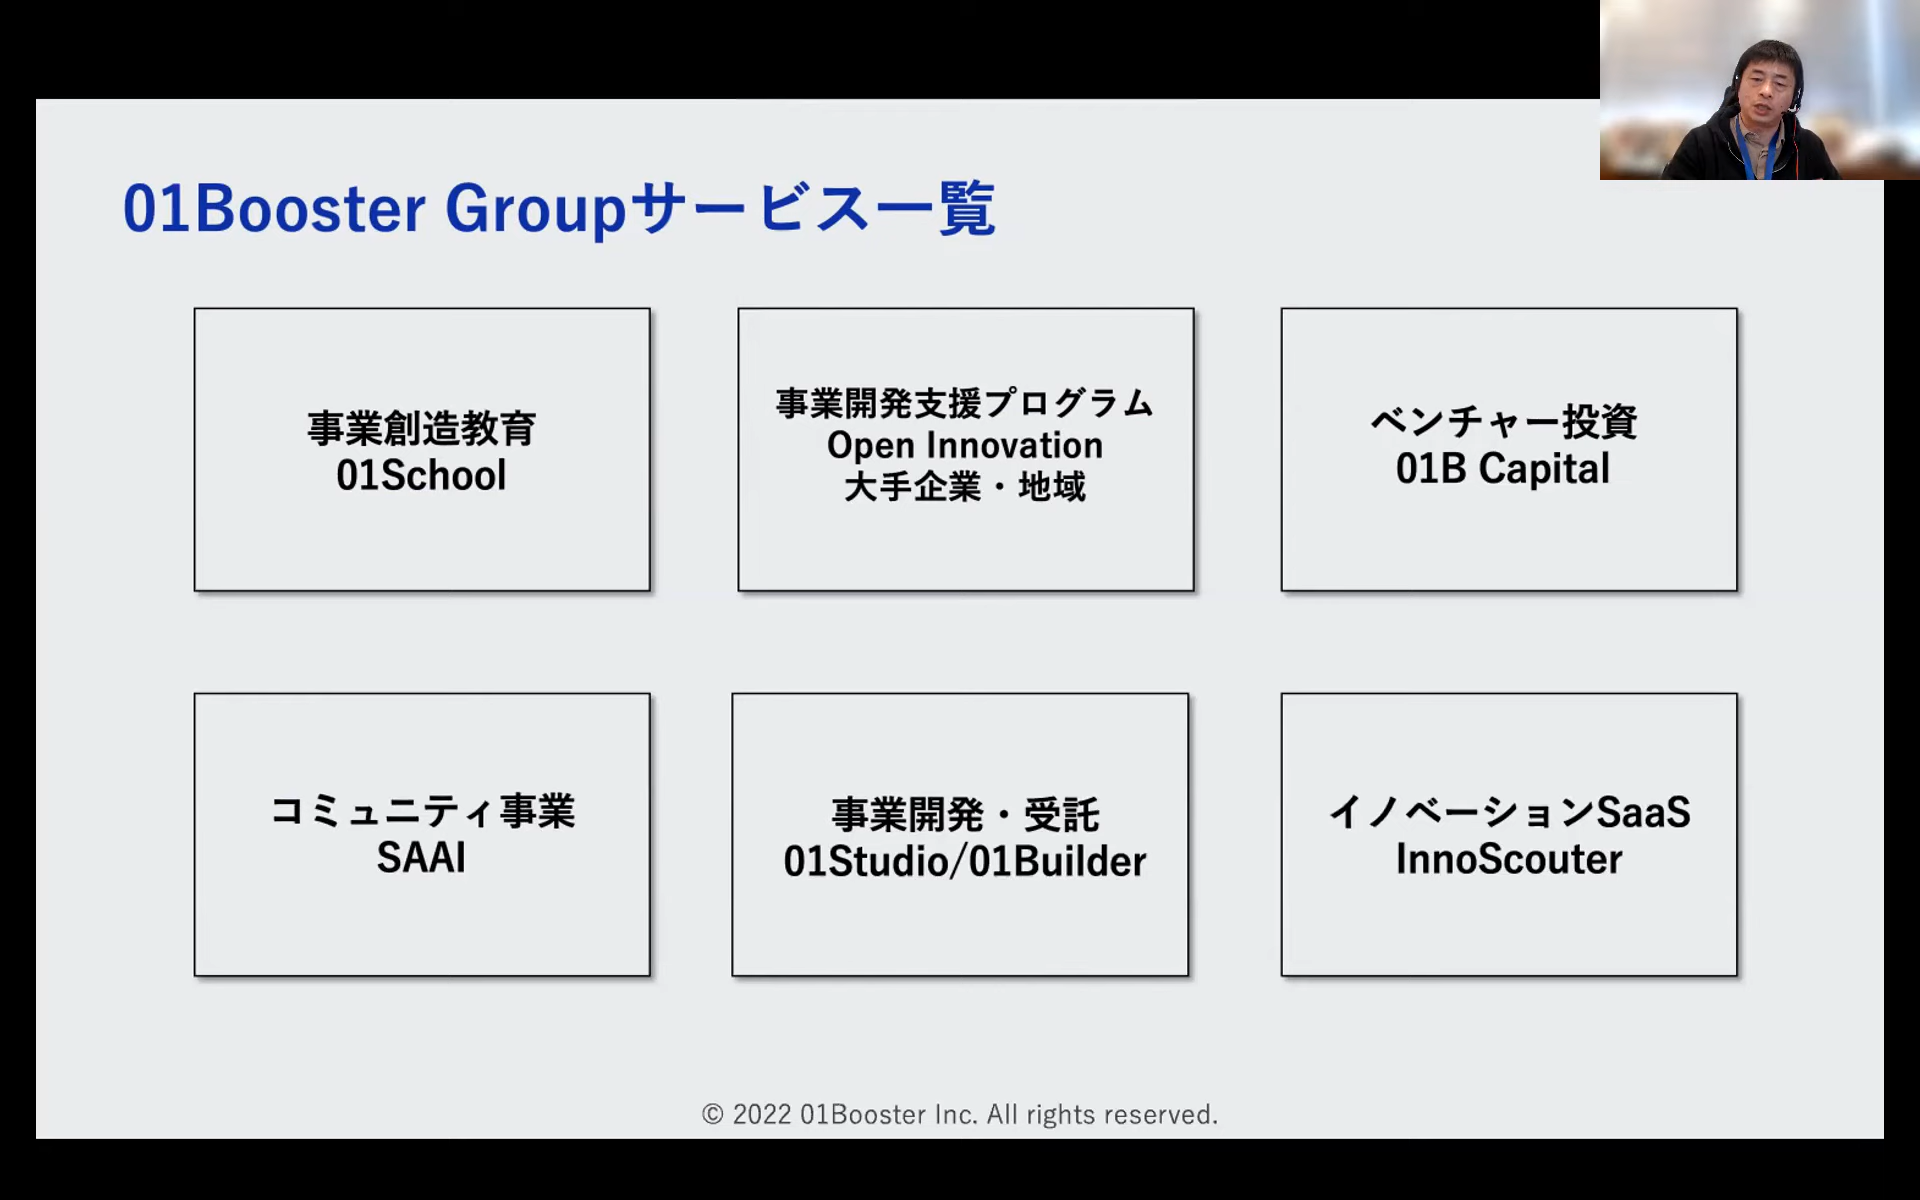 01Booster Groupサービス一覧
事業創造教育
01School
事業開発支援プログラム
Open Innovation
大手企業・地域
ベンチャー投資
01B Capital
コミュニティ事業
SAAI
事業開発・受託
01Studio/01Builder
イノベーションSaaS
InnoScouter
© 2022 01Booster Inc. All rights reserved.